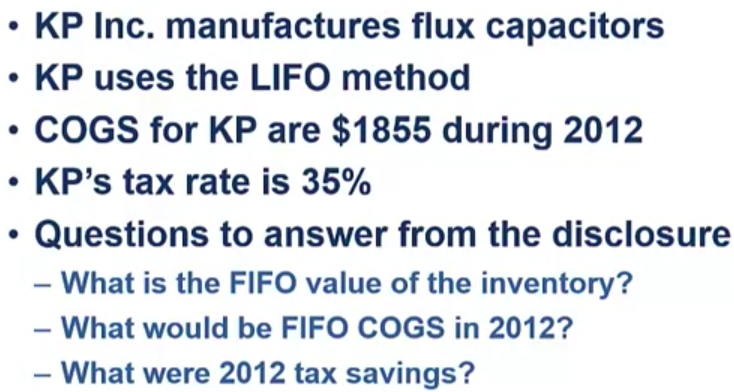 • KP Inc. manufactures flux capacitors
• KP uses the LIFO method
• COGS for KP are $1855 during 2012
• KP's tax rate is 35%
• Questions to answer from the disclosure
– What is the FIFO value of the inventory?
– What would be FIFO COGS in 2012?
– What were 2012 tax savings?